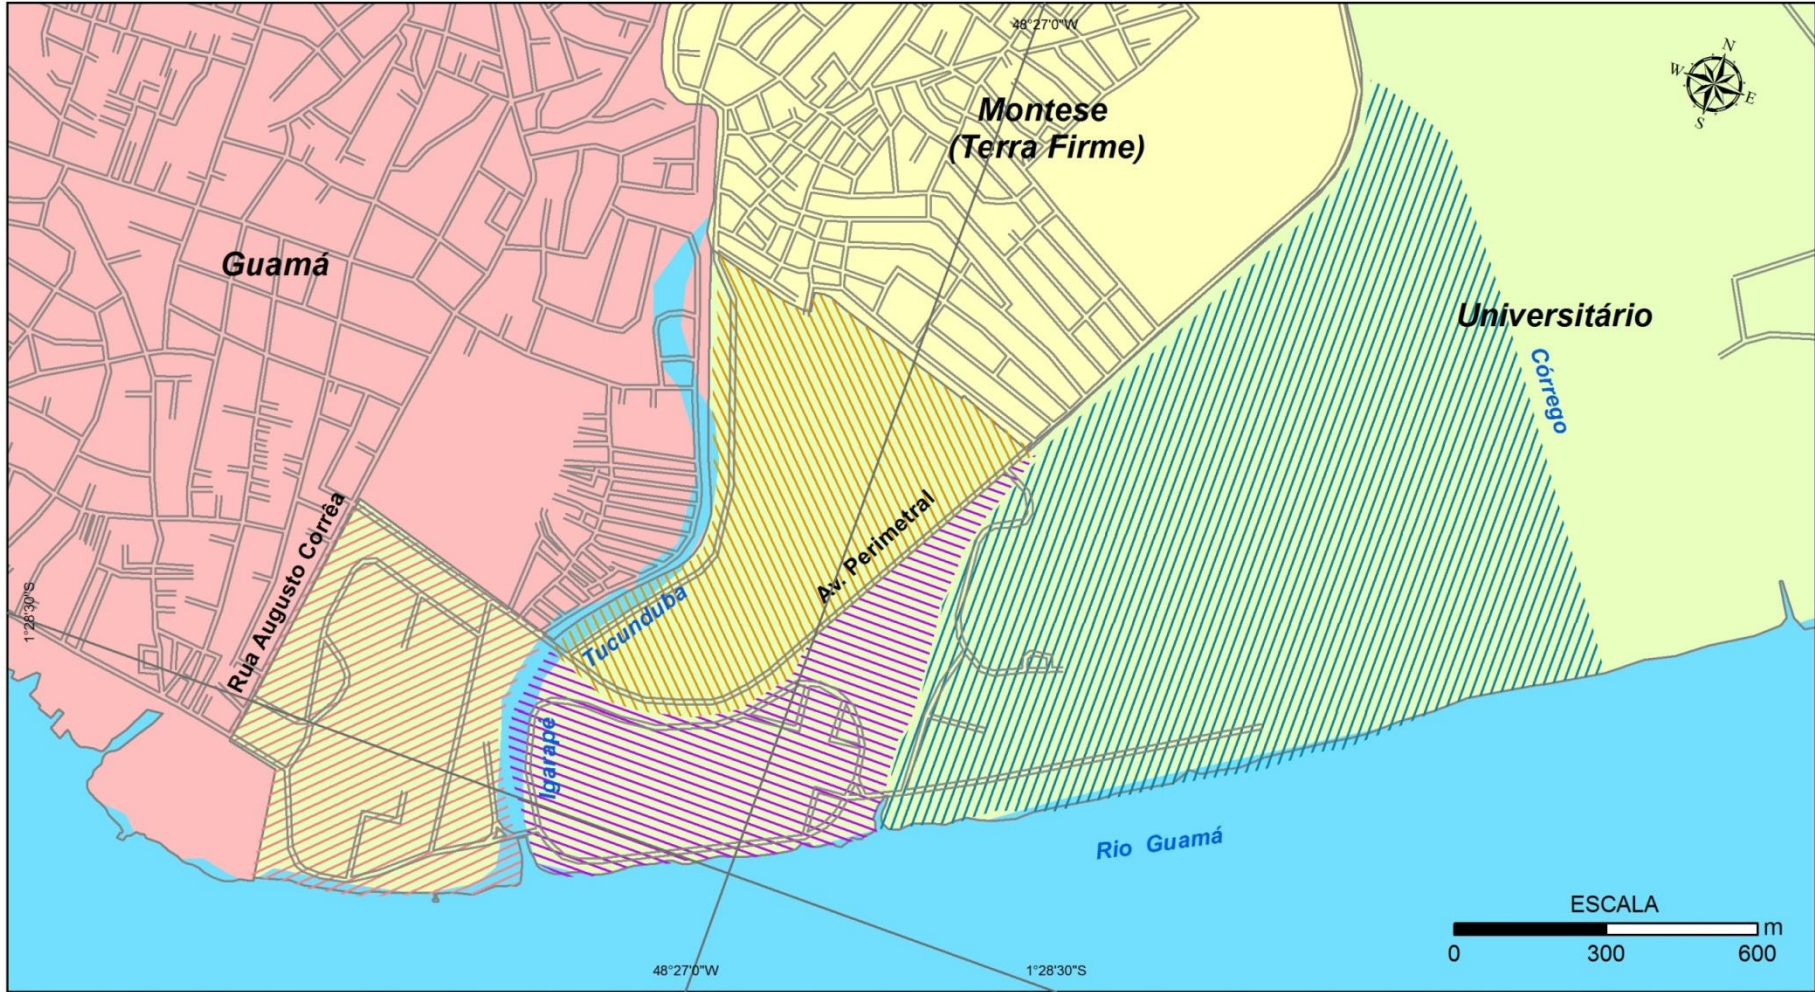 48°27'0"W
N
W
E
S
Montese
(Terra Firme)
Guamá
Universitário
Córrego
Rua Augusto Corrêa
Av. Perimetral
1°28'30"S
Tucunduba
Igarapé
Rio Guamá
ESCALA
m
0 300 600
48°27'0"W
1°28'30"S